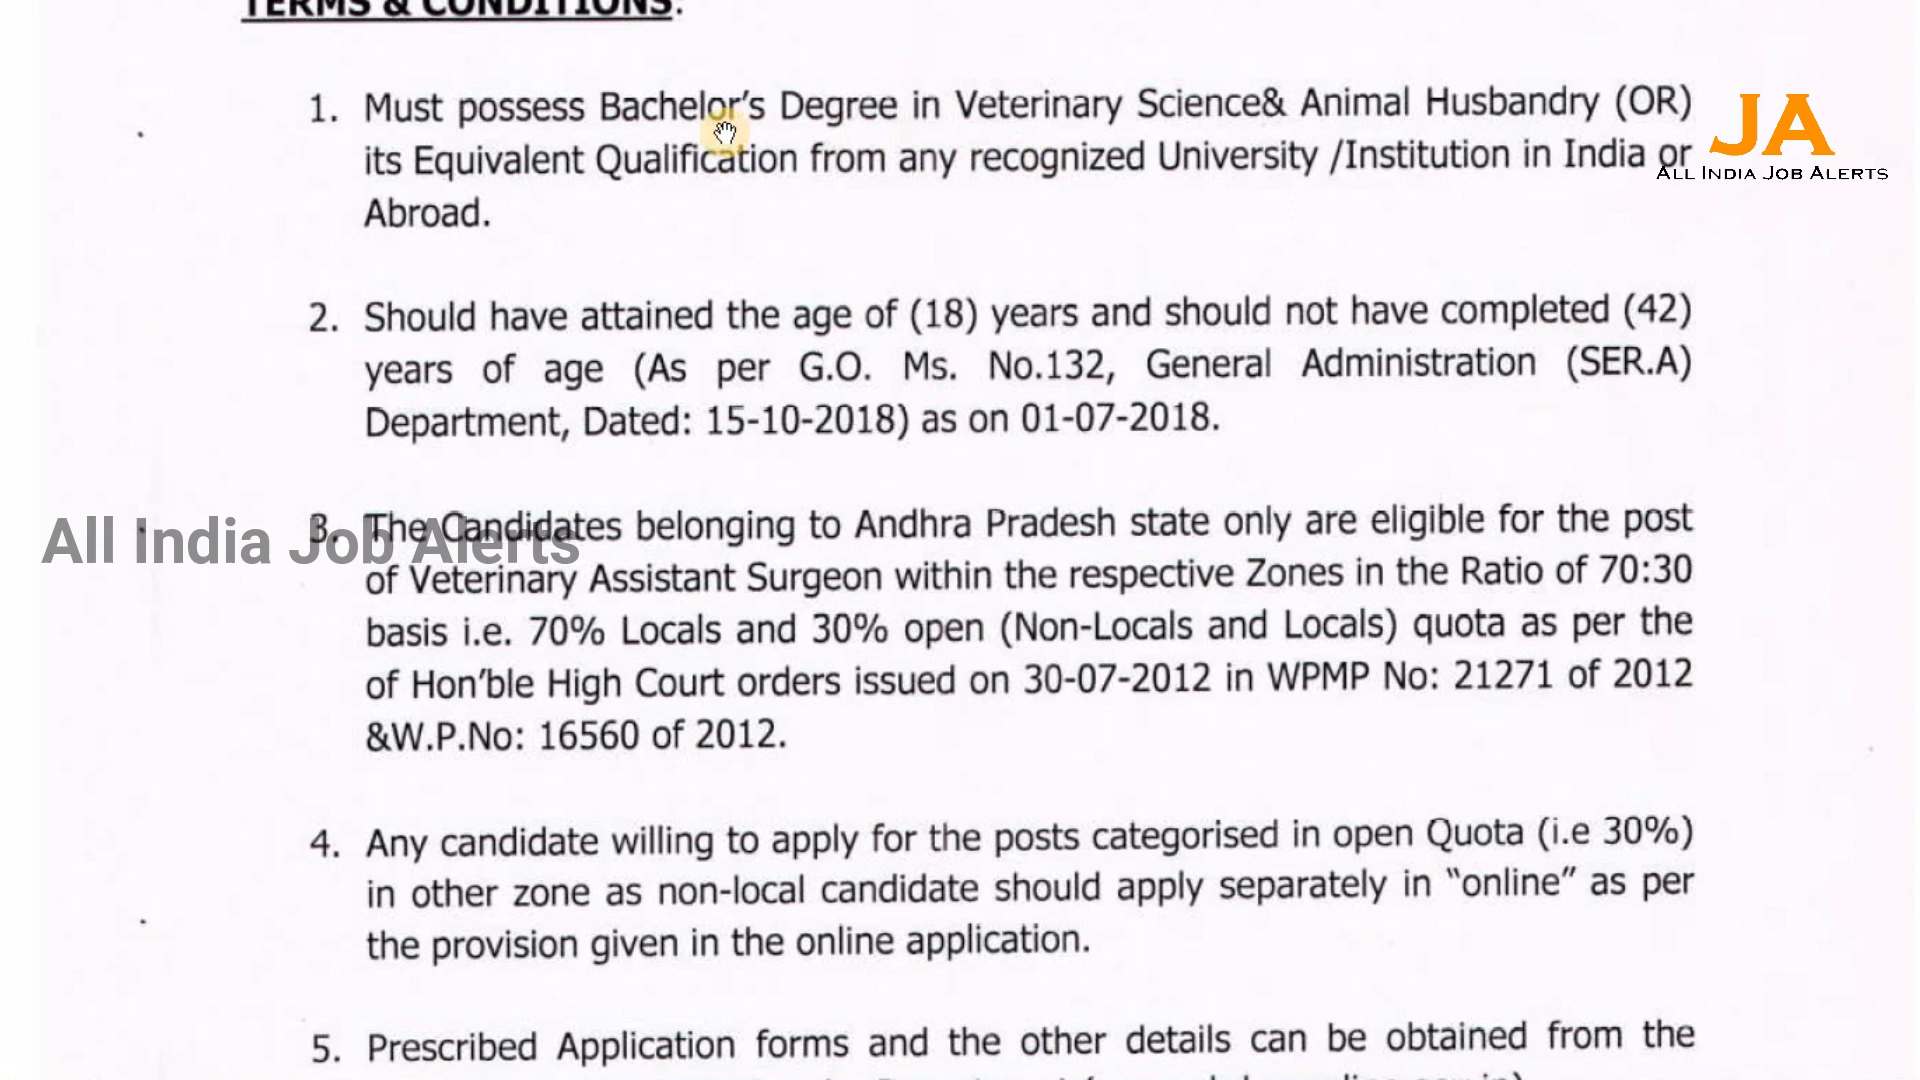 TERMS & CONDITIONS:
1. Must possess Bachelor's Degree in Veterinary Science& Animal Husbandry (OR)
its Equivalent Qualification from any recognized University /Institution in India or
Abroad.
JA
ALL INDIA JOB ALERTS
2. Should have attained the age of (18) years and should not have completed (42)
years of age (As per G.O. Ms. No.132, General Administration (SER.A)
Department, Dated: 15-10-2018) as on 01-07-2018.
All India Job Alerts
3. The Candidates belonging to Andhra Pradesh state only are eligible for the post
of Veterinary Assistant Surgeon within the respective Zones in the Ratio of 70:30
basis i.e. 70% Locals and 30% open (Non-Locals and Locals) quota as per the
of Hon'ble High Court orders issued on 30-07-2012 in WPMP No: 21271 of 2012
&W.P.No: 16560 of 2012.
4. Any candidate willing to apply for the posts categorised in open Quota (i.e 30%)
in other zone as non-local candidate should apply separately in "online" as per
the provision given in the online application.
5. Prescribed Application forms and the other details can be obtained from the